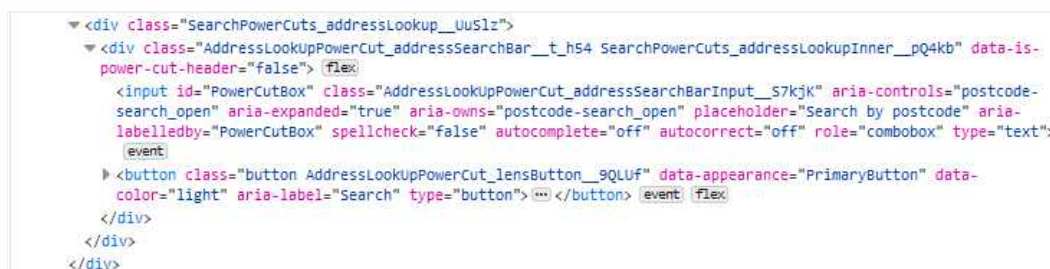 ▼ <div class="SearchPowerCuts_addressLookup__UuSlz">
▼ <div class="AddressLookUpPowerCut_addressSearchBar__t_h54 SearchPowerCuts_addressLookupInner__pQ4kb" data-is-
power-cut-header="false"> flex
<input id="PowerCutBox" class="AddressLookUpPowerCut_addressSearchBarInput__S7kjK" aria-controls="postcode-
search_open" aria-expanded="true" aria-owns="postcode-search_open" placeholder="Search by postcode" aria-
labelledby="PowerCutBox" spellcheck="false" autocomplete="off" autocorrect="off" role="combobox" type="text">
event
▶ <button class="button AddressLookUpPowerCut_lensButton__9QLUf" data-appearance="PrimaryButton" data-
color="light" aria-label="Search" type="button"> ⋯ </button> event flex
</div>
</div>
</div>